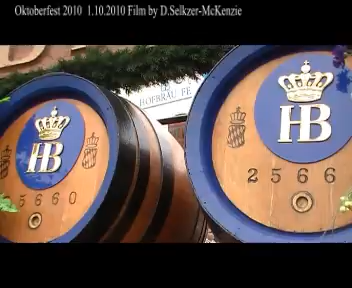 Oktoberfest 2010 1.10.2010 Film by D.Selkzer-McKenzie
HOFBRÄU FE
HB
HB
5660
2566